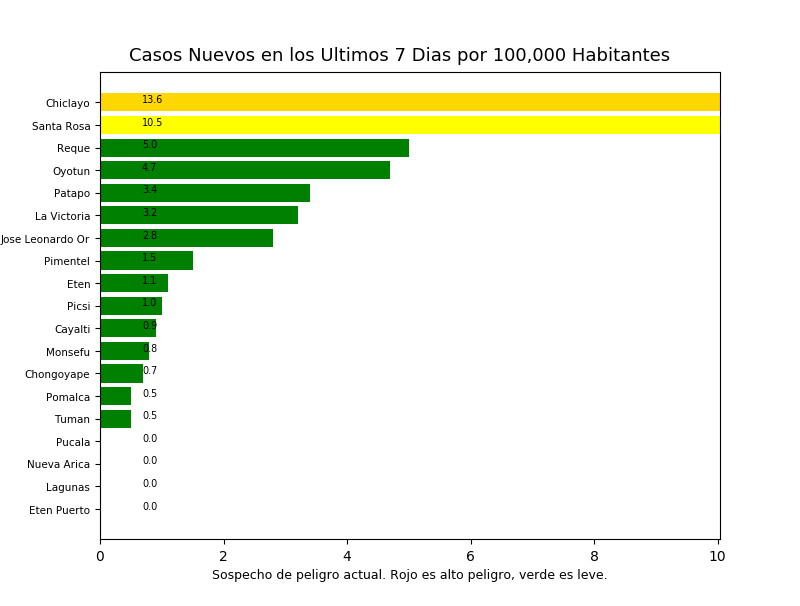 Casos Nuevos en los Ultimos 7 Dias por 100,000 Habitantes
Chiclayo 13.6
Santa Rosa 10.5
Reque 5.0
Oyotun 4.7
Patapo 3.4
La Victoria 3.2
Jose Leonardo Or 2.8
Pimentel 1.5
Eten 1.1
Picsi 1.0
Cayalti 0.9
Monsefu 0.8
Chongoyape 0.7
Pomalca 0.5
Tuman 0.5
Pucala 0.0
Nueva Arica 0.0
Lagunas 0.0
Eten Puerto 0.0
0 2 4 6 8 10
Sospecho de peligro actual. Rojo es alto peligro, verde es leve.